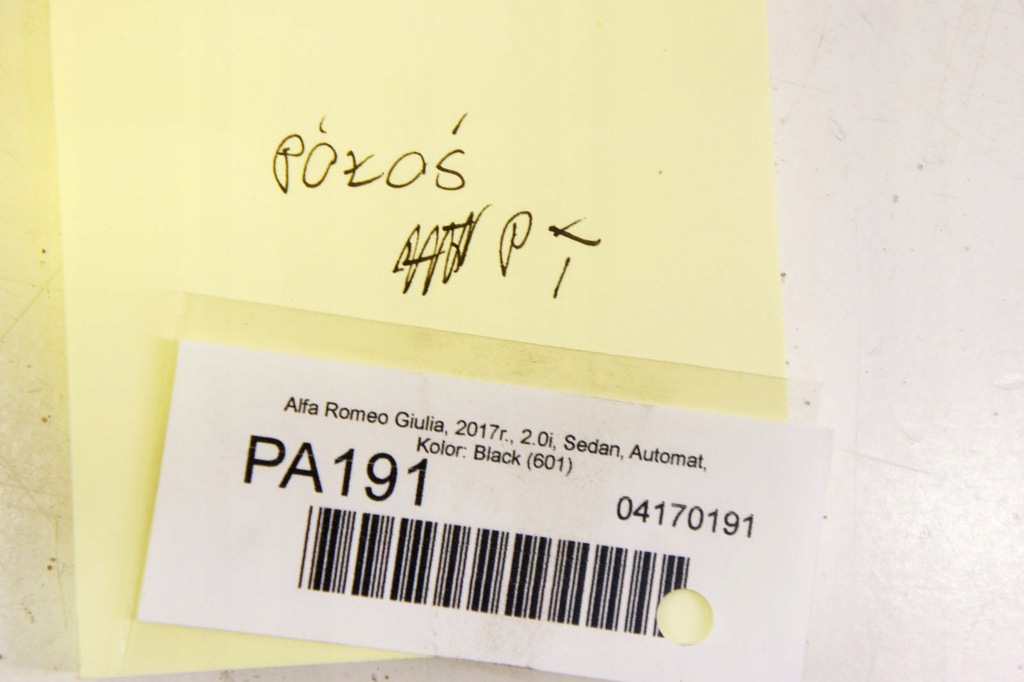 PÓŁOŚ
P T
Alfa Romeo Giulia, 2017r., 2.0i, Sedan, Automat,
Kolor: Black (601)
PA191
04170191